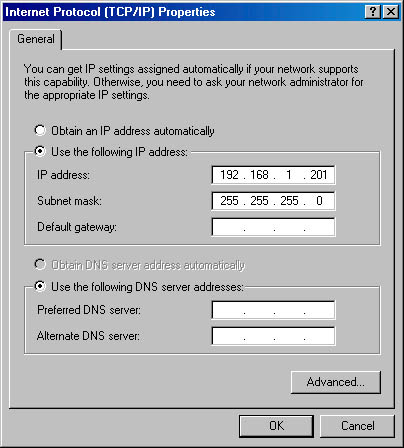 Internet Protocol (TCP/IP) Properties
General
You can get IP settings assigned automatically if your network supports
this capability. Otherwise, you need to ask your network administrator for
the appropriate IP settings.
Obtain an IP address automatically
Use the following IP address:
IP address: 192 . 168 . 1 . 201
Subnet mask: 255 . 255 . 255 . 0
Default gateway: . . .
Obtain DNS server address automatically
Use the following DNS server addresses:
Preferred DNS server: . . .
Alternate DNS server: . . .
Advanced...
OK Cancel